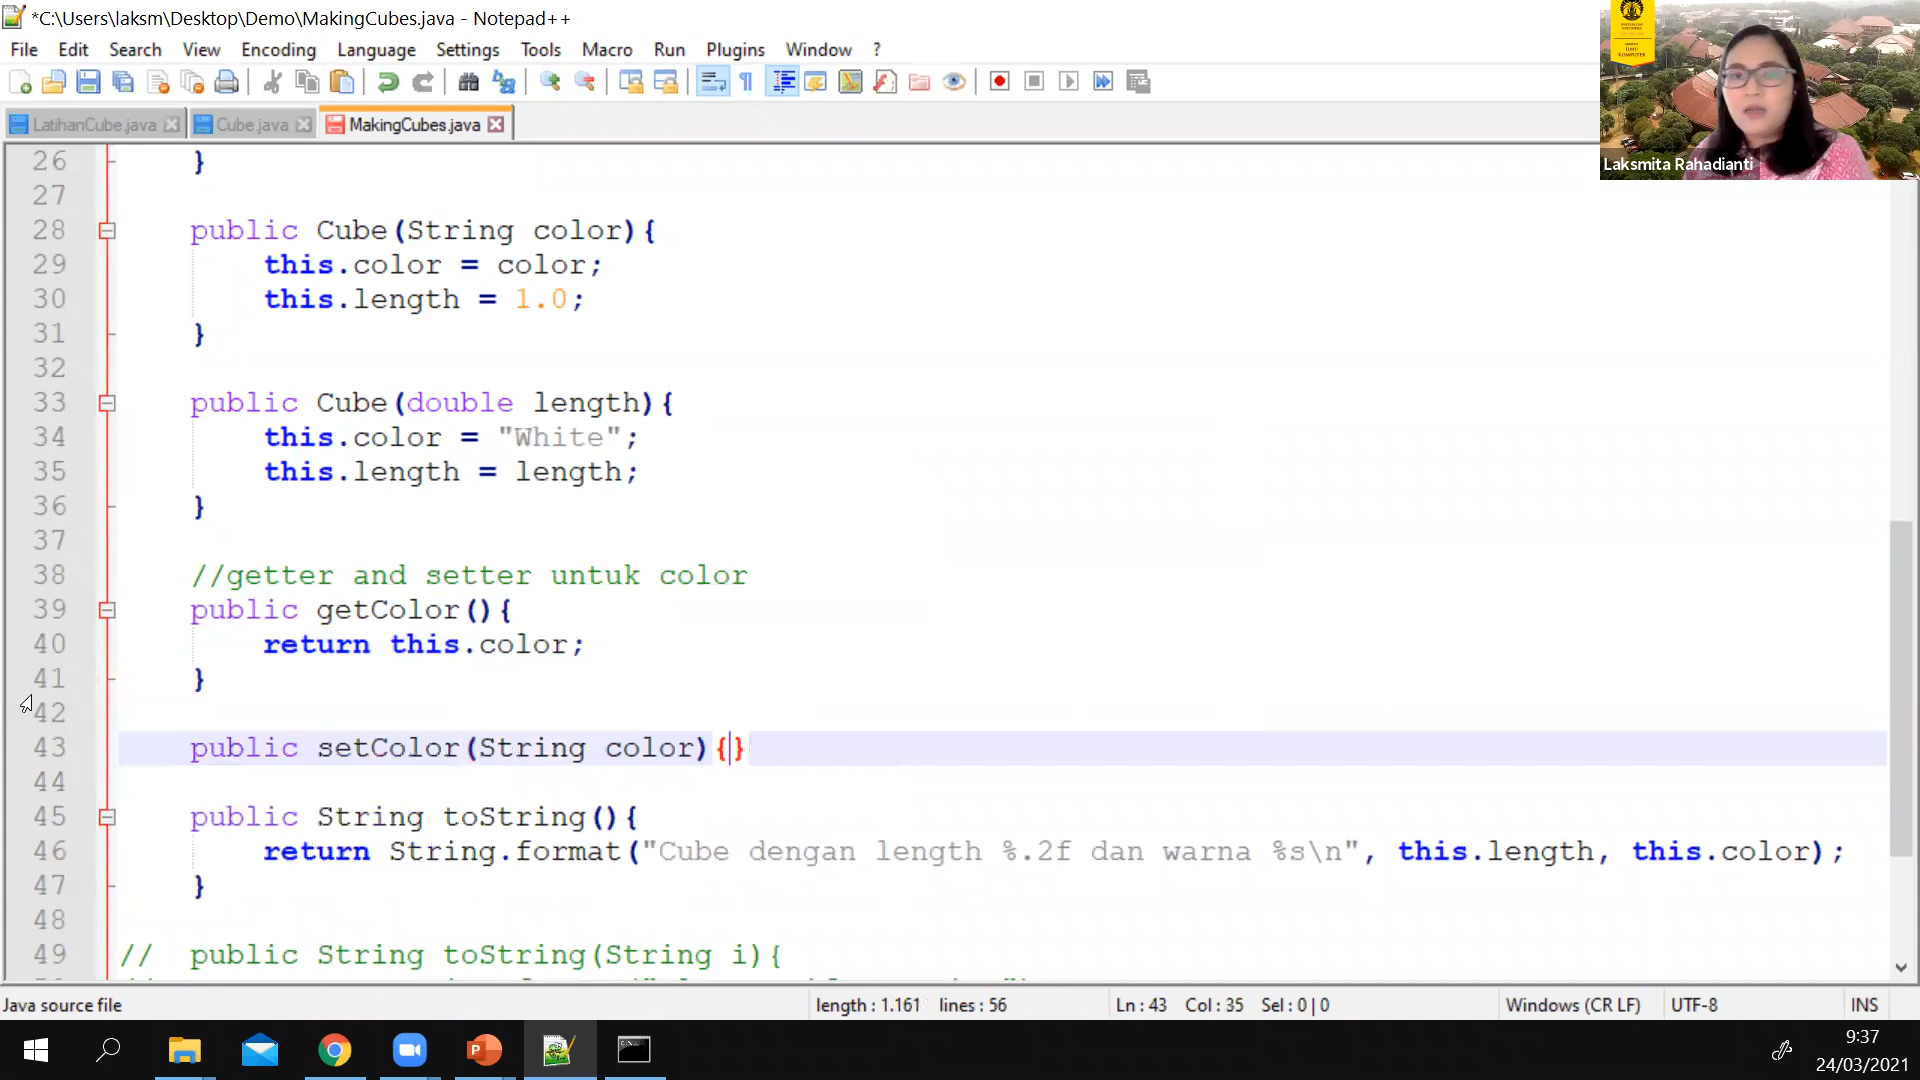 *C:\Users\laksm\Desktop\Demo\MakingCubes.java - Notepad++
File Edit Search View Encoding Language Settings Tools Macro Run Plugins Window ?
LatihanCube.java Cube.java MakingCubes.java
Laksmita Rahadianti
26 }
27
28 public Cube(String color){
29 this.color = color;
30 this.length = 1.0;
31 }
32
33 public Cube(double length){
34 this.color = "White";
35 this.length = length;
36 }
37
38 //getter and setter untuk color
39 public getColor(){
40 return this.color;
41 }
42
43 public setColor(String color){}
44
45 public String toString(){
46 return String.format("Cube dengan length %.2f dan warna %s\n", this.length, this.color);
47 }
48
49 // public String toString(String i){
Java source file length : 1.161 lines : 56 Ln : 43 Col : 35 Sel : 0 | 0 Windows (CR LF) UTF-8 INS
9:37
24/03/2021